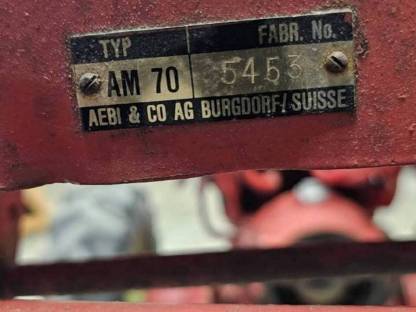 TYP FABR. No.
AM 70 5453
AEBI & CO AG BURGDORF/SUISSE